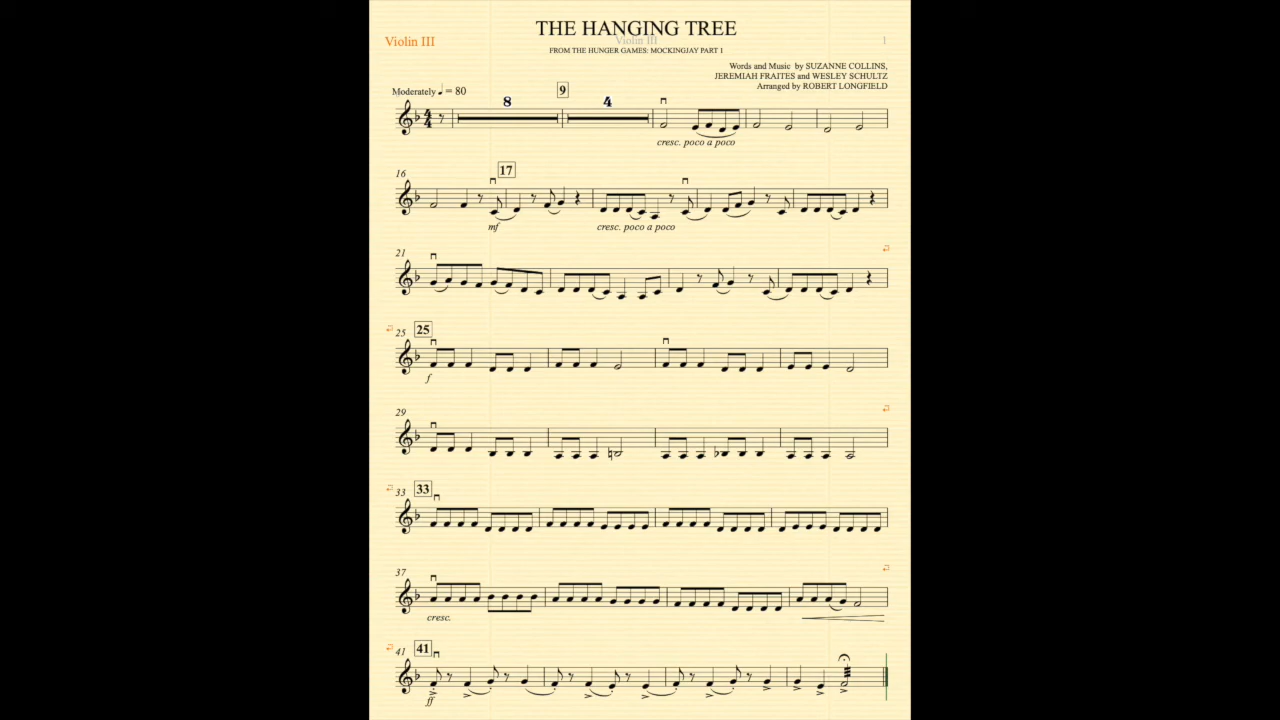 THE HANGING TREE
Violin III
Violin III
1
FROM THE HUNGER GAMES: MOCKINGJAY PART 1
Words and Music by SUZANNE COLLINS,
JEREMIAH FRAITES and WESLEY SCHULTZ
Arranged by ROBERT LONGFIELD
Moderately ♩ = 80
8
9
4
4
4
cresc. poco a poco
16
17
mf
cresc. poco a poco
21
25
25
f
29
33
33
37
cresc.
41
41
ff